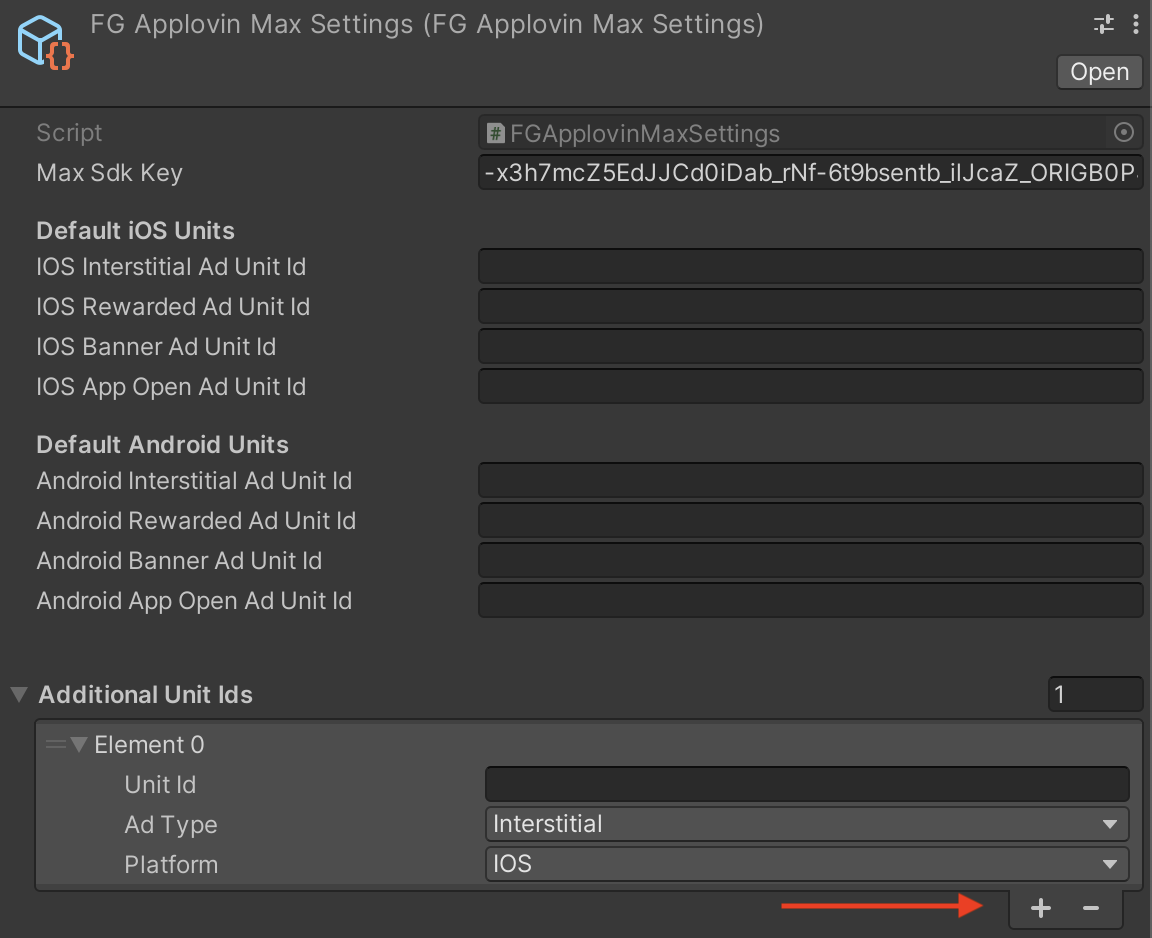 FG Applovin Max Settings (FG Applovin Max Settings)
Open
Script
# FGApplovinMaxSettings
Max Sdk Key
-x3h7mcZ5EdJJCd0iDab_rNf-6t9bsentb_ilJcaZ_ORIGB0P
Default iOS Units
IOS Interstitial Ad Unit Id
IOS Rewarded Ad Unit Id
IOS Banner Ad Unit Id
IOS App Open Ad Unit Id
Default Android Units
Android Interstitial Ad Unit Id
Android Rewarded Ad Unit Id
Android Banner Ad Unit Id
Android App Open Ad Unit Id
Additional Unit Ids 1
Element 0
Unit Id
Ad Type Interstitial
Platform IOS
+ −